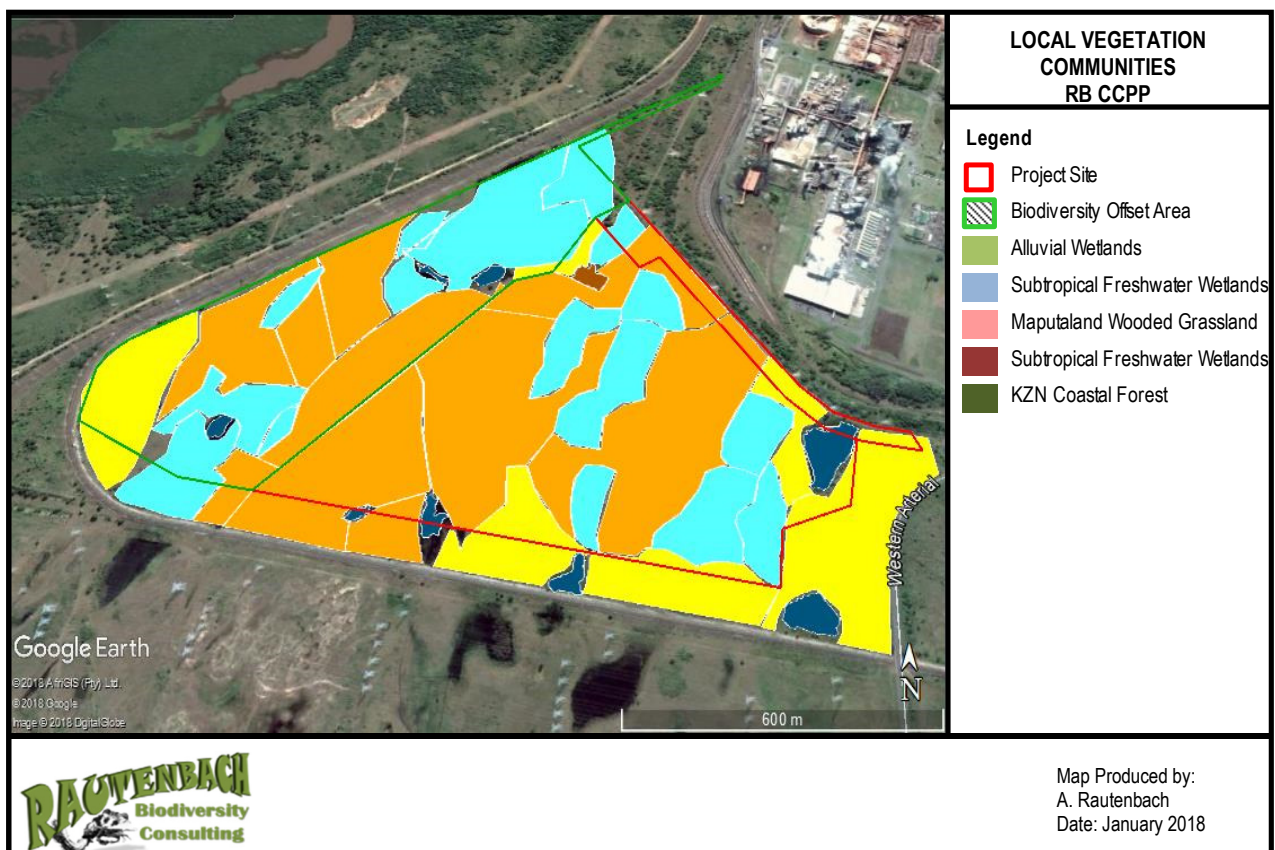 LOCAL VEGETATION
COMMUNITIES
RB CCPP
Legend
Project Site
Biodiversity Offset Area
Alluvial Wetlands
Subtropical Freshwater Wetlands
Maputaland Wooded Grassland
Subtropical Freshwater Wetlands
KZN Coastal Forest
Western Arterial
Google Earth
©2018 AfriGIS (Pty) Ltd.
©2018 Google
Image ©2018 DigitalGlobe
N
600 m
RAUTENBACH
Biodiversity
Consulting
Map Produced by:
A. Rautenbach
Date: January 2018